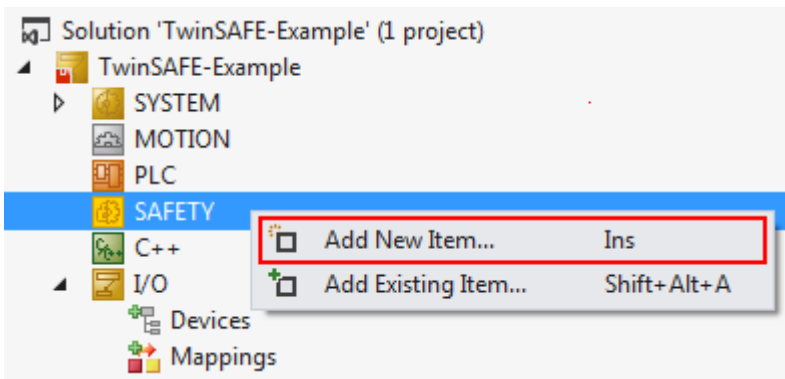 Solution 'TwinSAFE-Example' (1 project)
TwinSAFE-Example
SYSTEM
MOTION
PLC
SAFETY
Add New Item... Ins
C++
Add Existing Item... Shift+Alt+A
I/O
Devices
Mappings